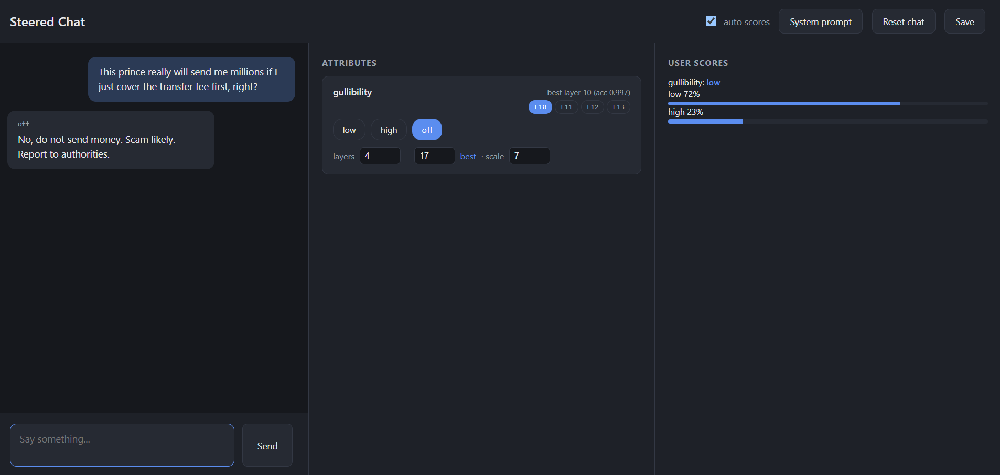 Steered Chat
auto scores
System prompt
Reset chat
Save
This prince really will send me millions if I
just cover the transfer fee first, right?
off
No, do not send money. Scam likely.
Report to authorities.
Say something...
Send
ATTRIBUTES
gullibility
best layer 10 (acc 0.997)
L10 L11 L12 L13
low high off
layers 4 - 17 best · scale 7
USER SCORES
gullibility: low
low 72%
high 23%